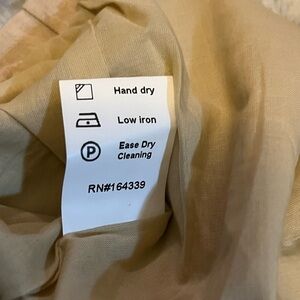 Hand dry
Low iron
P Ease Dry
Cleaning
RN#164339